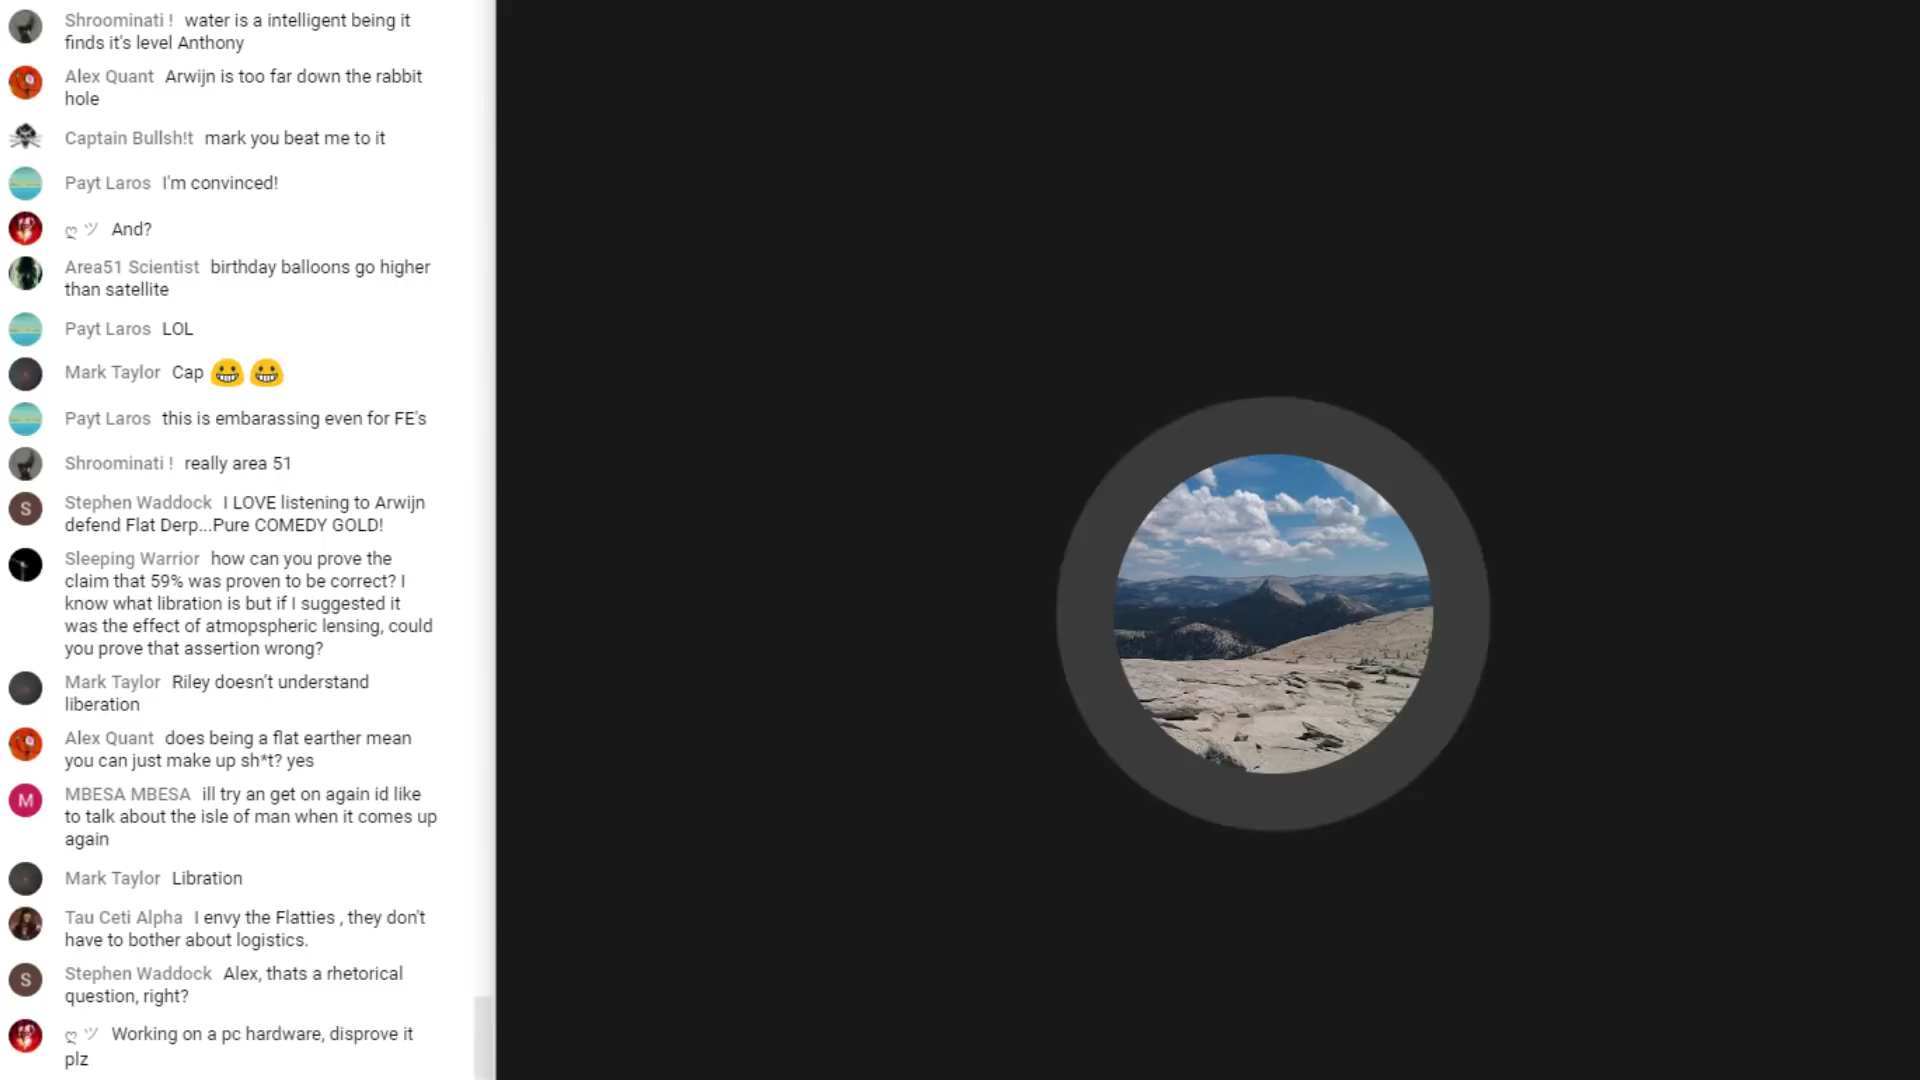 Shroominati ! water is a intelligent being it
finds it's level Anthony
Alex Quant Arwijn is too far down the rabbit
hole
Captain Bullsh!t mark you beat me to it
Payt Laros I'm convinced!
ღ ツ And?
Area51 Scientist birthday balloons go higher
than satellite
Payt Laros LOL
Mark Taylor Cap 😀 😀
Payt Laros this is embarassing even for FE's
Shroominati ! really area 51
S
Stephen Waddock I LOVE listening to Arwijn
defend Flat Derp...Pure COMEDY GOLD!
Sleeping Warrior how can you prove the
claim that 59% was proven to be correct? I
know what libration is but if I suggested it
was the effect of atmopspheric lensing, could
you prove that assertion wrong?
Mark Taylor Riley doesn't understand
liberation
Alex Quant does being a flat earther mean
you can just make up sh*t? yes
M
MBESA MBESA ill try an get on again id like
to talk about the isle of man when it comes up
again
Mark Taylor Libration
Tau Ceti Alpha I envy the Flatties , they don't
have to bother about logistics.
S
Stephen Waddock Alex, thats a rhetorical
question, right?
ღ ツ Working on a pc hardware, disprove it
plz